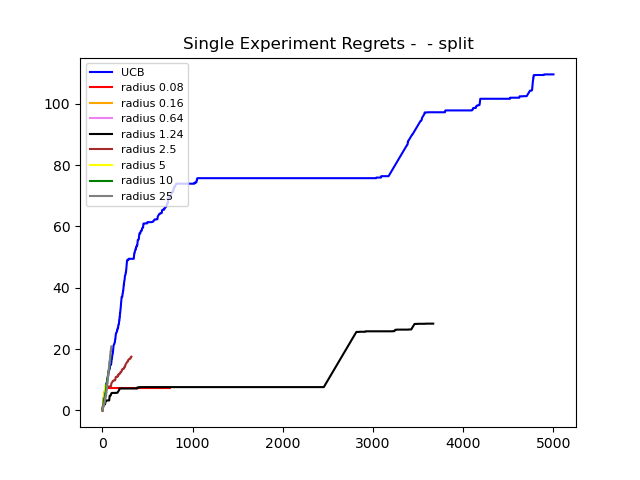 Single Experiment Regrets -  - split
UCB
radius 0.08
radius 0.16
radius 0.64
radius 1.24
radius 2.5
radius 5
radius 10
radius 25
100
80
60
40
20
0
0 1000 2000 3000 4000 5000